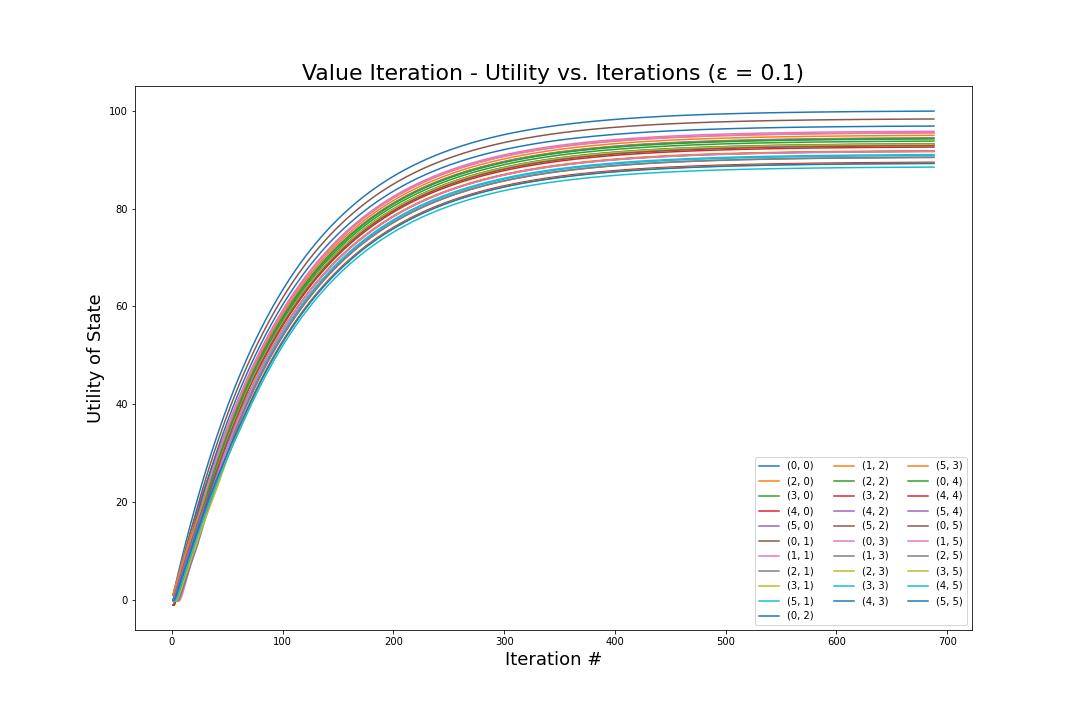 Value Iteration - Utility vs. Iterations (ε = 0.1)
Utility of State
100
80
60
40
20
0
0 100 200 300 400 500 600 700
Iteration #
(0, 0) (1, 2) (5, 3)
(2, 0) (2, 2) (0, 4)
(3, 0) (3, 2) (4, 4)
(4, 0) (4, 2) (5, 4)
(5, 0) (5, 2) (0, 5)
(0, 1) (0, 3) (1, 5)
(1, 1) (1, 3) (2, 5)
(2, 1) (2, 3) (3, 5)
(3, 1) (3, 3) (4, 5)
(5, 1) (4, 3) (5, 5)
(0, 2)